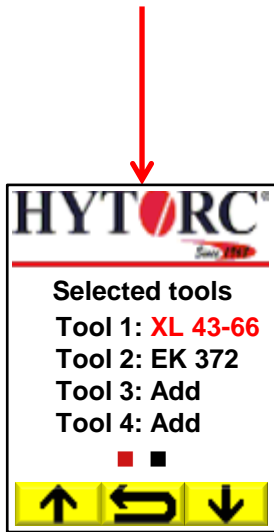 HYTORC®
Since 1968
Selected tools
Tool 1: XL 43-66
Tool 2: EK 372
Tool 3: Add
Tool 4: Add